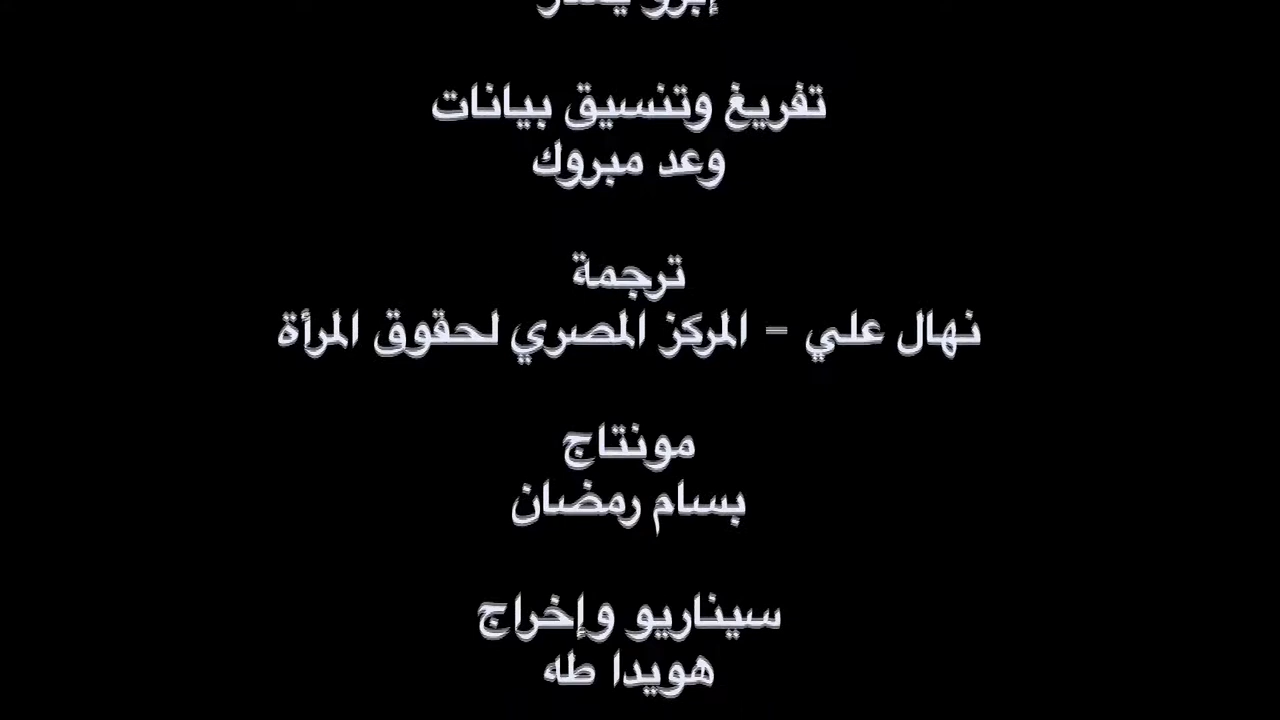 تفريغ وتنسيق بيانات
وعد مبروك
ترجمة
نهال علي - المركز المصري لحقوق المرأة
مونتاج
بسام رمضان
سيناريو وإخراج
هويدا طه